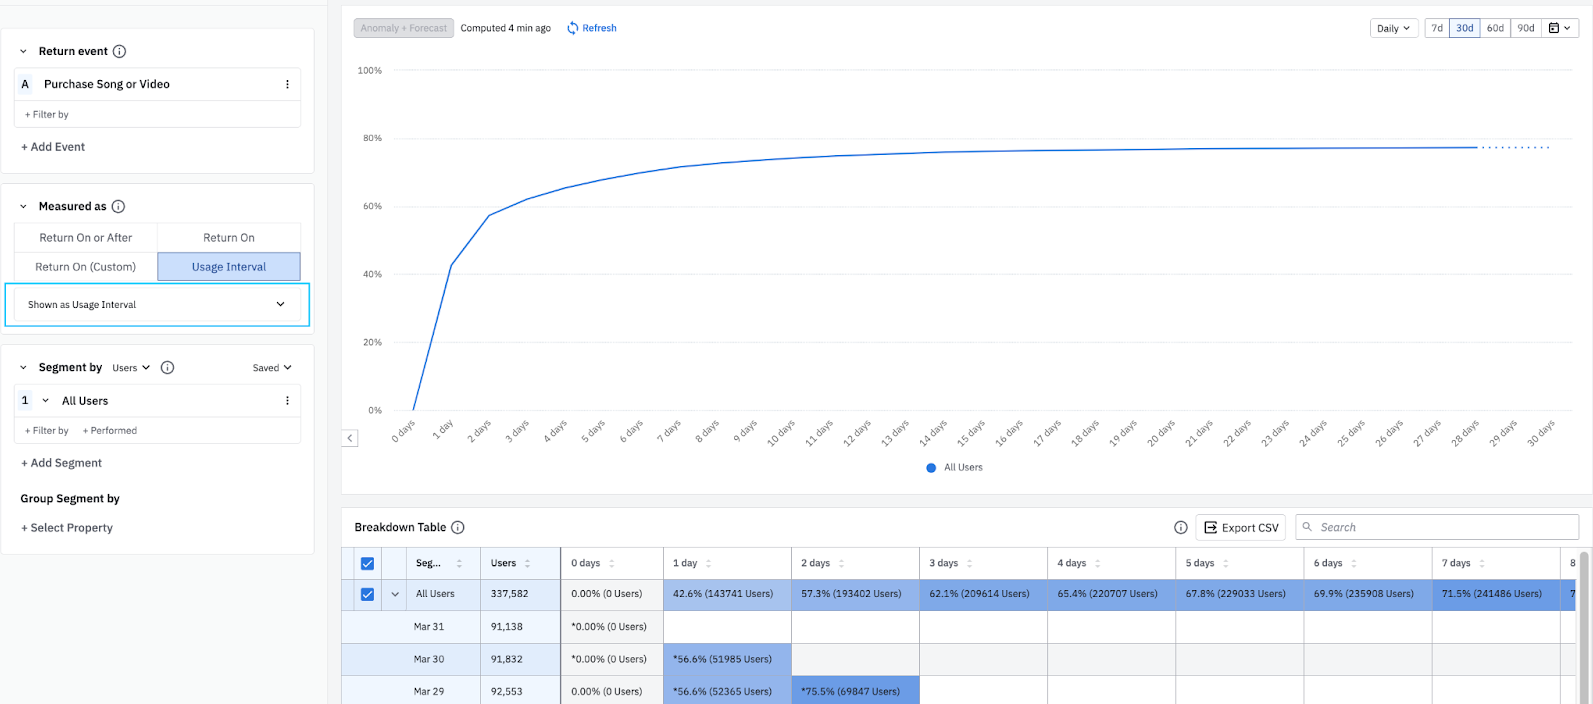 Return event
A Purchase Song or Video
+ Filter by
+ Add Event
Measured as
Return On or After Return On
Return On (Custom) Usage Interval
Shown as Usage Interval
Segment by Users Saved
1 All Users
+ Filter by + Performed
+ Add Segment
Group Segment by
+ Select Property
Anomaly + Forecast Computed 4 min ago Refresh Daily 7d 30d 60d 90d
100%
80%
60%
40%
20%
0%
0 days 1 day 2 days 3 days 4 days 5 days 6 days 7 days 8 days 9 days 10 days 11 days 12 days 13 days 14 days 15 days 16 days 17 days 18 days 19 days 20 days 21 days 22 days 23 days 24 days 25 days 26 days 27 days 28 days 29 days 30 days
All Users
Breakdown Table Export CSV Search
Seg... Users 0 days 1 day 2 days 3 days 4 days 5 days 6 days 7 days 8
All Users 337,582 0.00% (0 Users) 42.6% (143741 Users) 57.3% (193402 Users) 62.1% (209614 Users) 65.4% (220707 Users) 67.8% (229033 Users) 69.9% (235908 Users) 71.5% (241486 Users) 7
Mar 31 91,138 *0.00% (0 Users)
Mar 30 91,832 *0.00% (0 Users) *56.6% (51985 Users)
Mar 29 92,553 0.00% (0 Users) *56.6% (52365 Users) *75.5% (69847 Users)